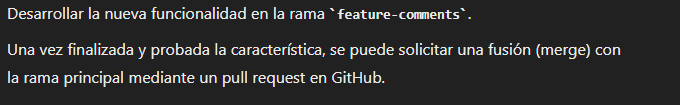 Desarrollar la nueva funcionalidad en la rama `feature-comments`.
Una vez finalizada y probada la característica, se puede solicitar una fusión (merge) con
la rama principal mediante un pull request en GitHub.